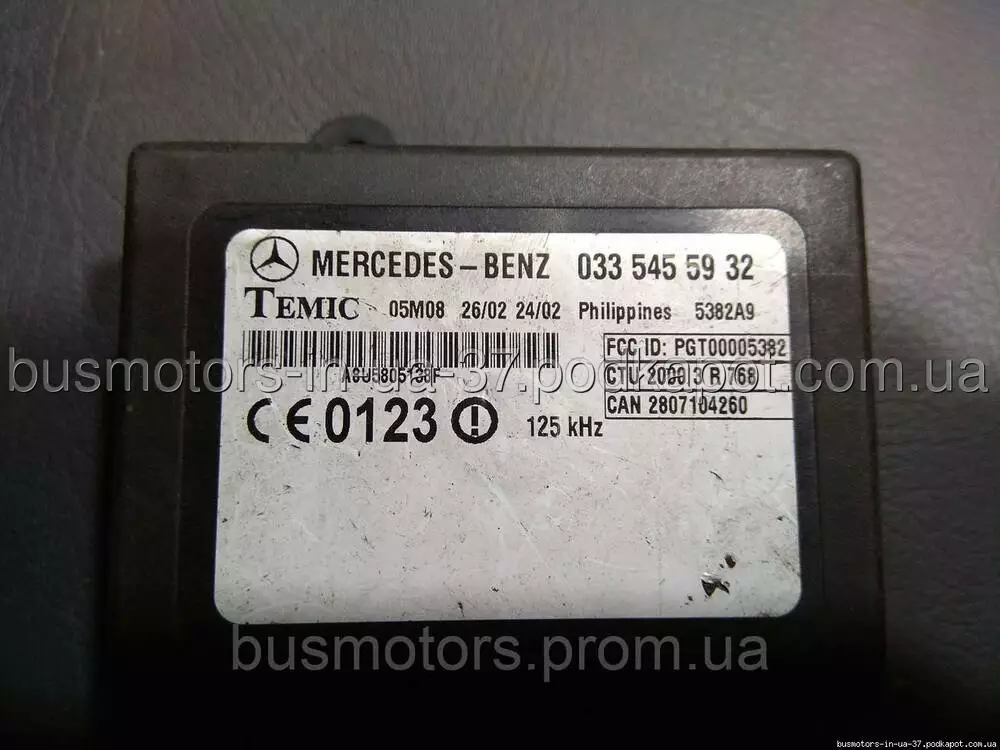 MERCEDES-BENZ 033 545 59 32
TEMIC 05M08 26/02 24/02 Philippines 5382A9
FCC ID: PGT00005382
CAN 2807104260
CE 0123 125 kHz
busmotors-in-ua-37.podkapot.com.ua
busmotors.prom.ua
busmotors-in-ua-37.podkapot.com.ua